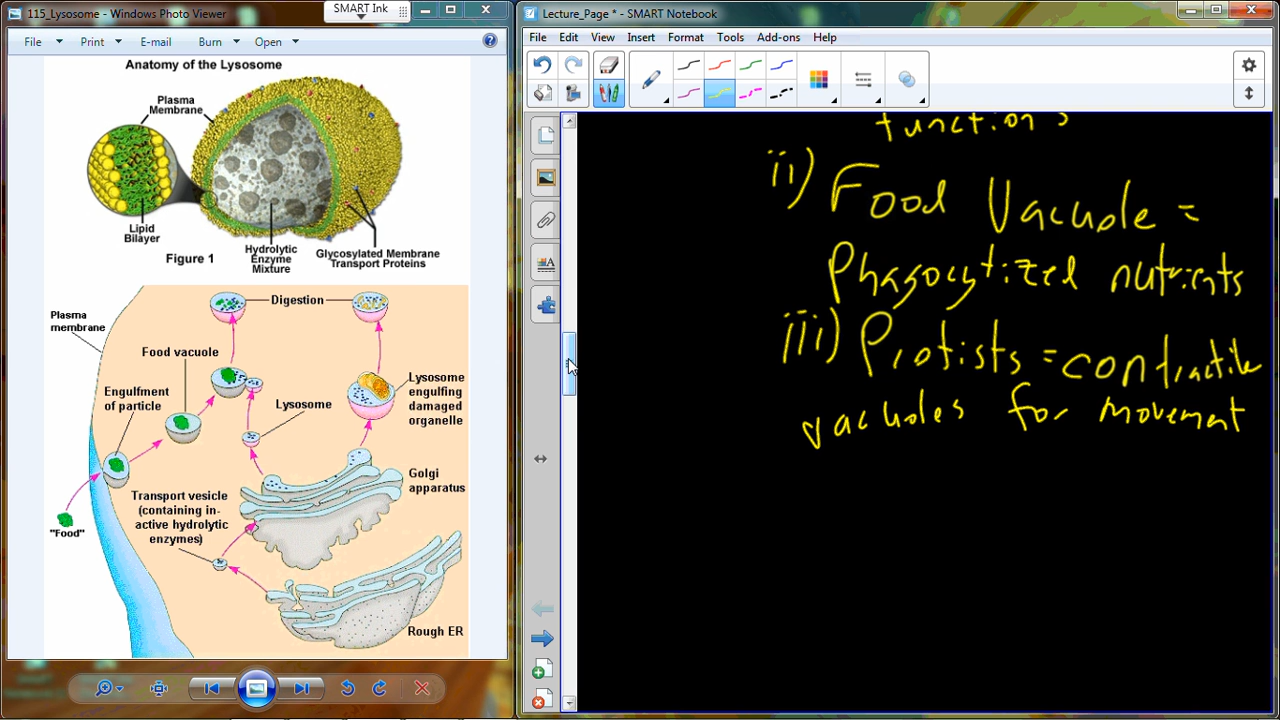 115_Lysosome - Windows Photo Viewer
SMART Ink
File Print E-mail Burn Open
Anatomy of the Lysosome
Plasma
Membrane
Lipid
Bilayer
Figure 1
Hydrolytic
Enzyme
Mixture
Glycosylated Membrane
Transport Proteins
Digestion
Plasma
membrane
Food vacuole
Engulfment
of particle
Lysosome
Lysosome
engulfing
damaged
organelle
Golgi
apparatus
Transport vesicle
(containing in-
active hydrolytic
enzymes)
"Food"
Rough ER
Lecture_Page * - SMART Notebook
File Edit View Insert Format Tools Add-ons Help
functions
ii) Food Vacuole =
Phagocytized nutrients
iii) Protists = contractile
vacuoles for movement